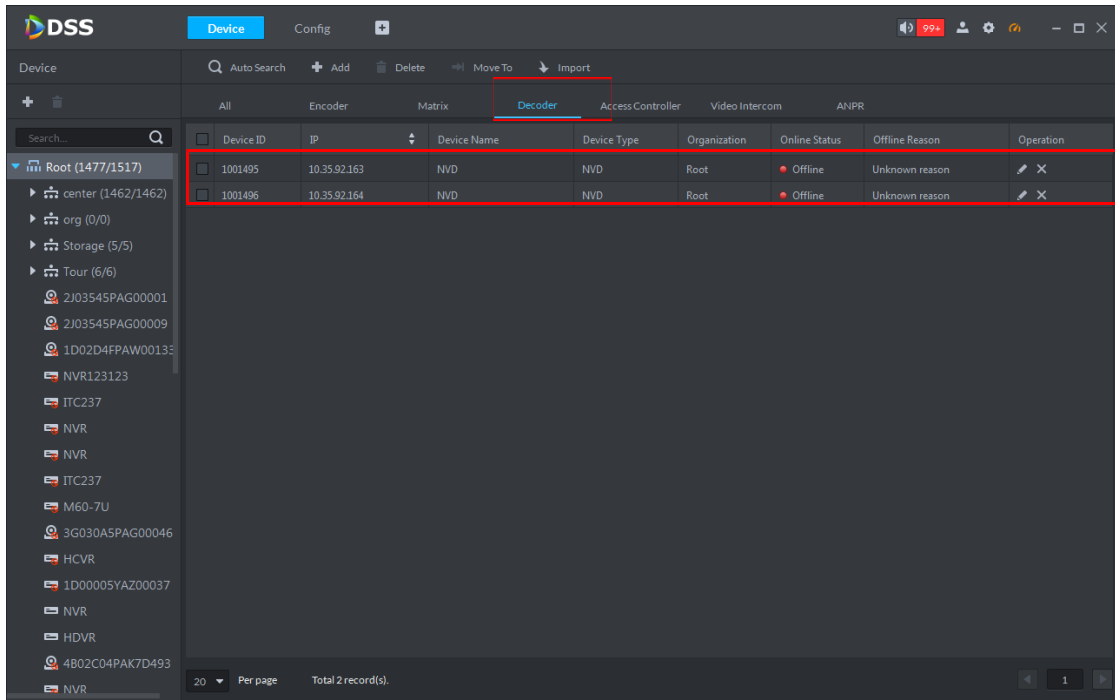 DSS Device Config 99+
Device Auto Search Add Delete Move To Import
All Encoder Matrix Decoder Access Controller Video Intercom ANPR
Search... Device ID IP Device Name Device Type Organization Online Status Offline Reason Operation
Root (1477/1517) 1001495 10.35.92.163 NVD NVD Root Offline Unknown reason
center (1462/1462) 1001496 10.35.92.164 NVD NVD Root Offline Unknown reason
org (0/0)
Storage (5/5)
Tour (6/6)
2J03545PAG00001
2J03545PAG00009
1D02D4FPAW00133
NVR123123
ITC237
NVR
NVR
ITC237
M60-7U
3G030A5PAG00046
HCVR
1D00005YAZ00037
NVR
HDVR
4B02C04PAK7D493
NVR 20 Per page Total 2 record(s). 1